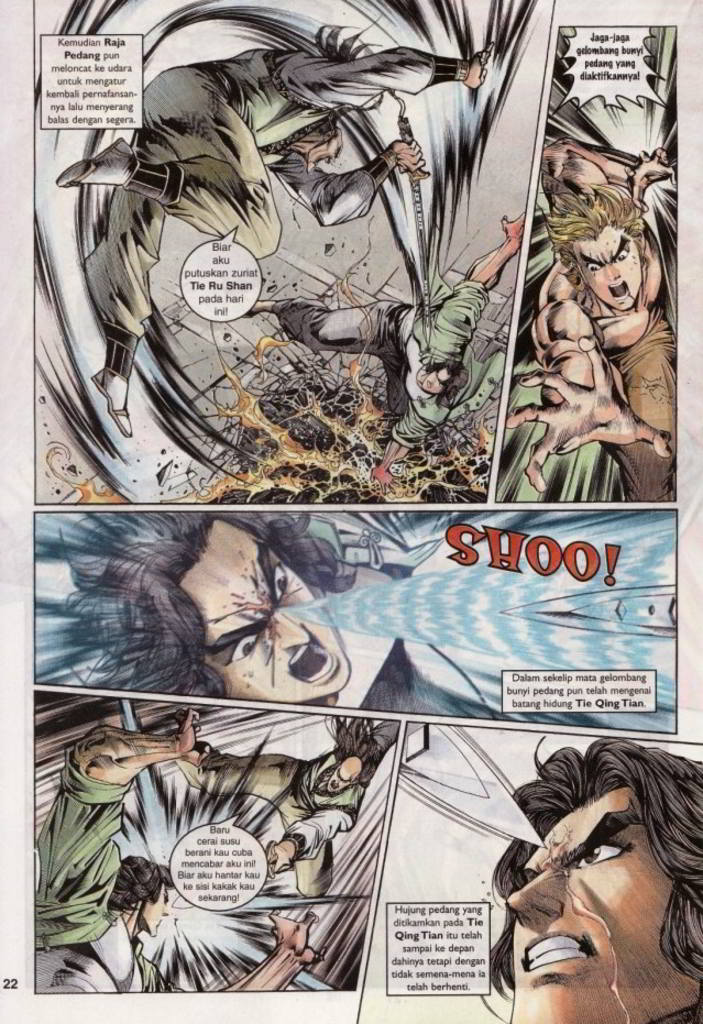 Kemudian Raja
Pedang pun
meloncat ke udara
untuk mengatur
kembali pernafasan-
nya lalu menyerang
balas dengan segera.
Biar
aku
putuskan zuriat
Tie Ru Shan
pada hari
ini!
Jaga-jaga
gelombang bunyi
pedang yang
diaktifkannya!
SHOO!
Dalam sekelip mata gelombang
bunyi pedang pun telah mengenai
batang hidung Tie Qing Tian.
Baru
cerai susu
berani kau cuba
mencabar aku ini!
Biar aku hantar kau
ke sisi kakak kau
sekarang!
Hujung pedang yang
ditikamkan pada Tie
Qing Tian itu telah
sampai ke depan
dahinya tetapi dengan
tidak semena-mena ia
telah berhenti.
22